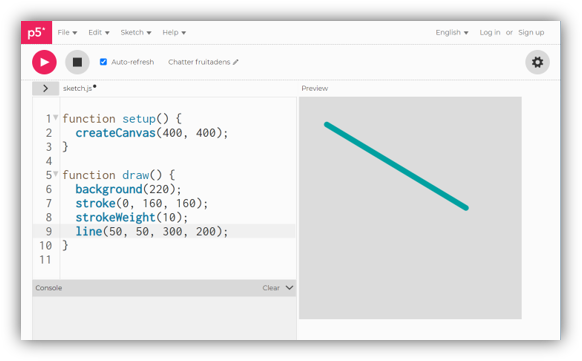 p5* File Edit Sketch Help English Log in or Sign up
Auto-refresh Chatter fruitadens
sketch.js Preview
1 function setup() {
2 createCanvas(400, 400);
3 }
4
5 function draw() {
6 background(220);
7 stroke(0, 160, 160);
8 strokeWeight(10);
9 line(50, 50, 300, 200);
10 }
11
Console Clear